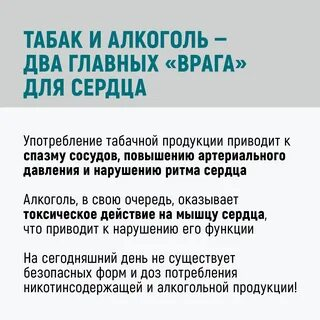 ТАБАК И АЛКОГОЛЬ –
ДВА ГЛАВНЫХ «ВРАГА»
ДЛЯ СЕРДЦА
Употребление табачной продукции приводит к
спазму сосудов, повышению артериального
давления и нарушению ритма сердца
Алкоголь, в свою очередь, оказывает
токсическое действие на мышцу сердца,
что приводит к нарушению его функции
На сегодняшний день не существует
безопасных форм и доз потребления
никотинсодержащей и алкогольной продукции!